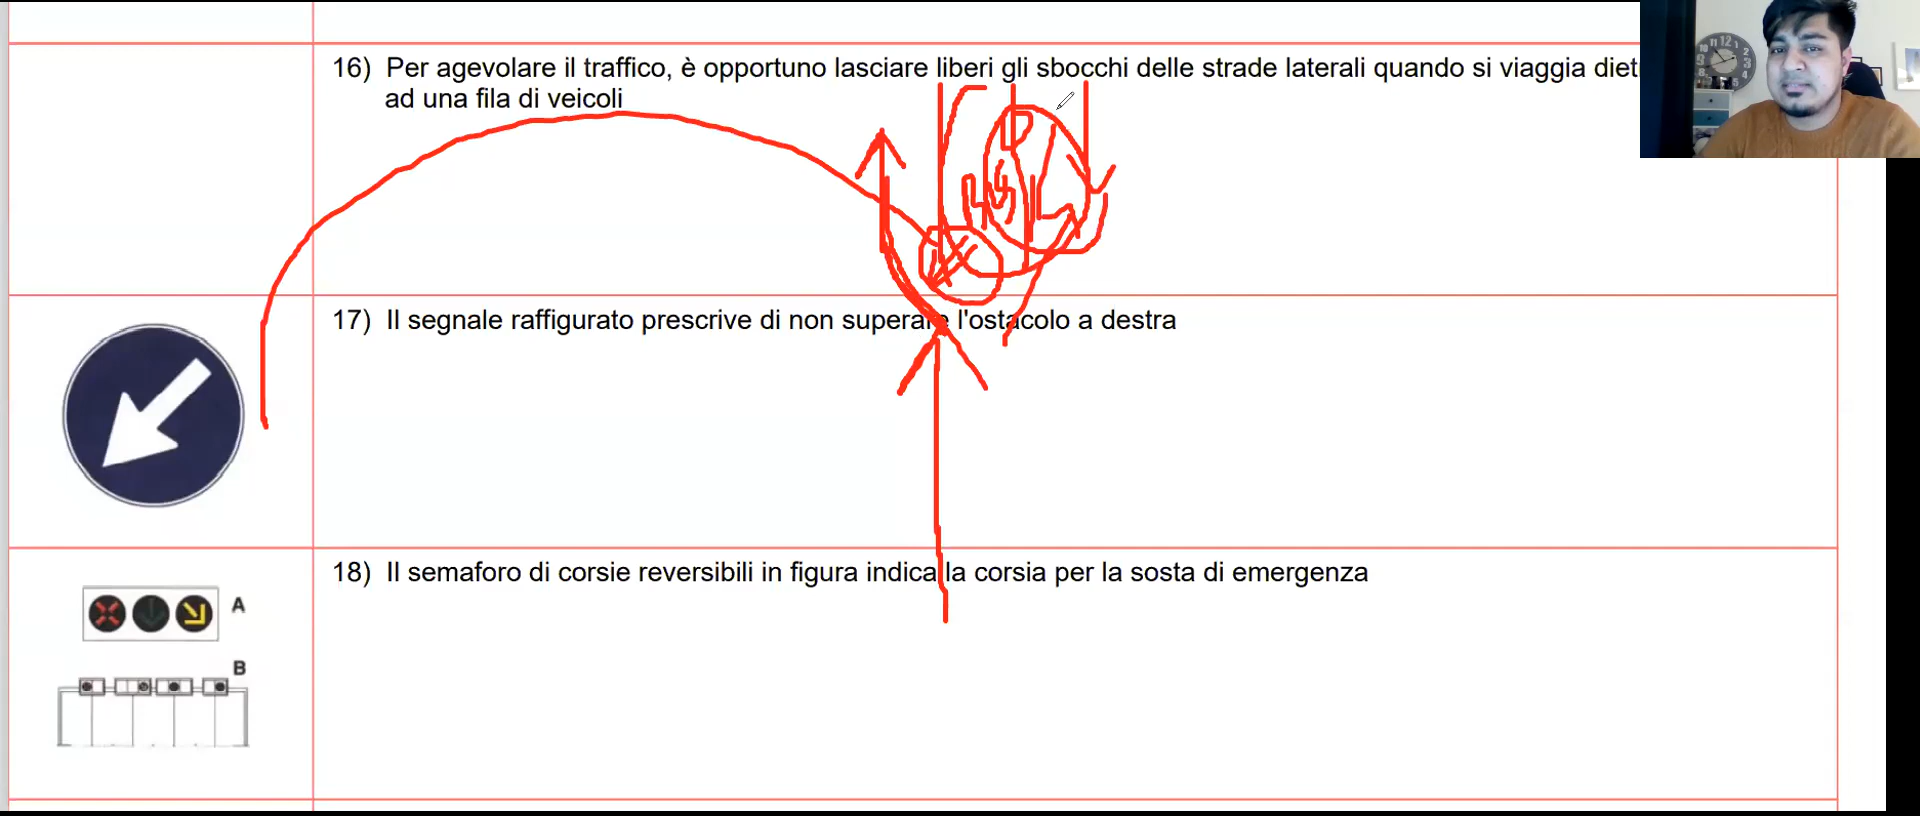 16) Per agevolare il traffico, è opportuno lasciare liberi gli sbocchi delle strade laterali quando si viaggia
ad una fila di veicoli
17) Il segnale raffigurato prescrive di non superare l'ostacolo a destra
18) Il semaforo di corsie reversibili in figura indica la corsia per la sosta di emergenza
A
B